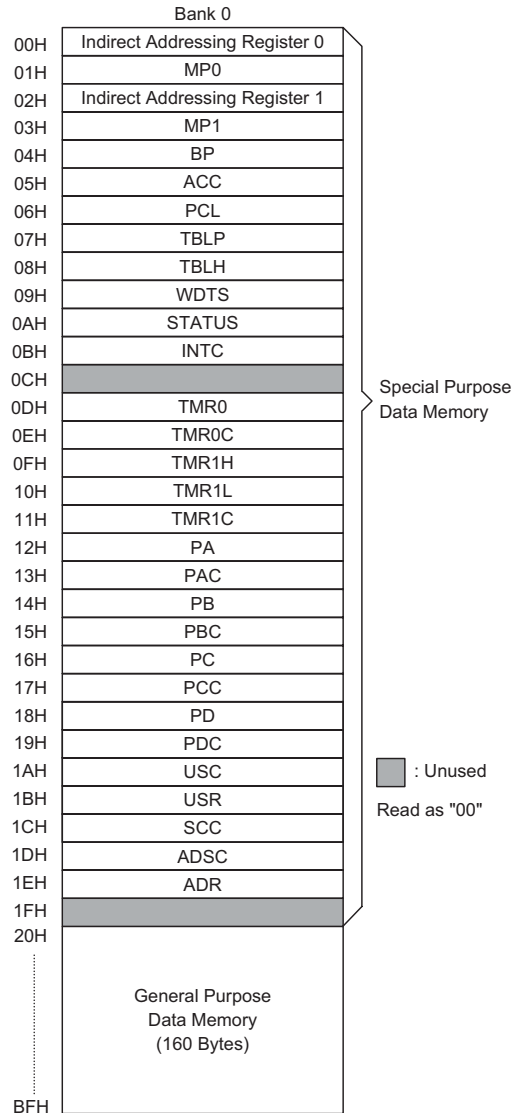 Bank 0
00H Indirect Addressing Register 0
01H MP0
02H Indirect Addressing Register 1
03H MP1
04H BP
05H ACC
06H PCL
07H TBLP
08H TBLH
09H WDTS
0AH STATUS
0BH INTC
0CH
0DH TMR0
0EH TMR0C
0FH TMR1H
10H TMR1L
11H TMR1C
12H PA
13H PAC
14H PB
15H PBC
16H PC
17H PCC
18H PD
19H PDC
1AH USC
1BH USR
1CH SCC
1DH ADSC
1EH ADR
1FH
20H
General Purpose
Data Memory
(160 Bytes)
BFH
Special Purpose
Data Memory
: Unused
Read as "00"